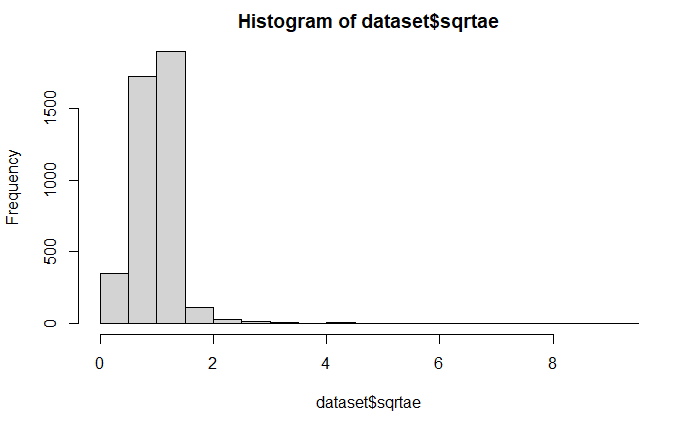 Histogram of dataset$sqrtae
Frequency
1500
1000
500
0
0 2 4 6 8
dataset$sqrtae